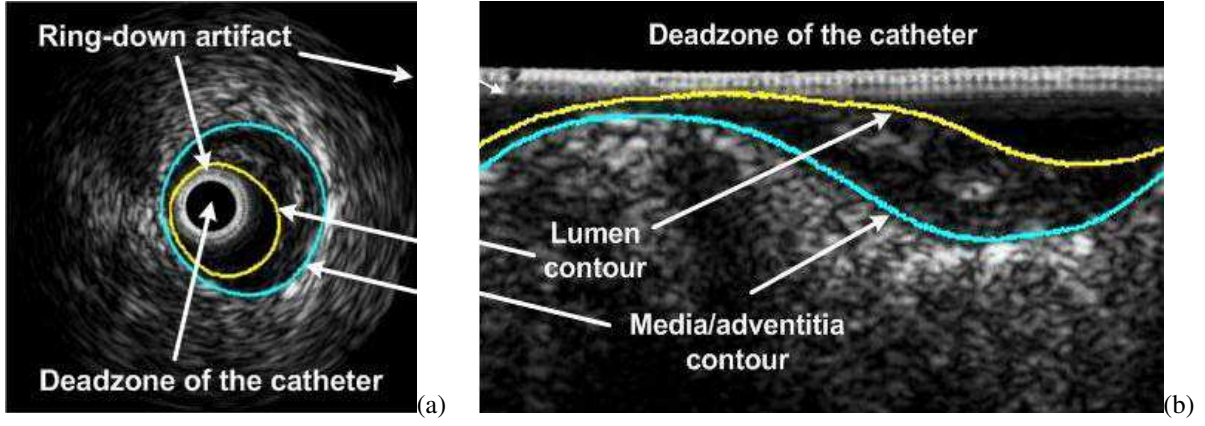 Ring-down artifact
Deadzone of the catheter
(a)
Deadzone of the catheter
Lumen
contour
Media/adventitia
contour
(b)